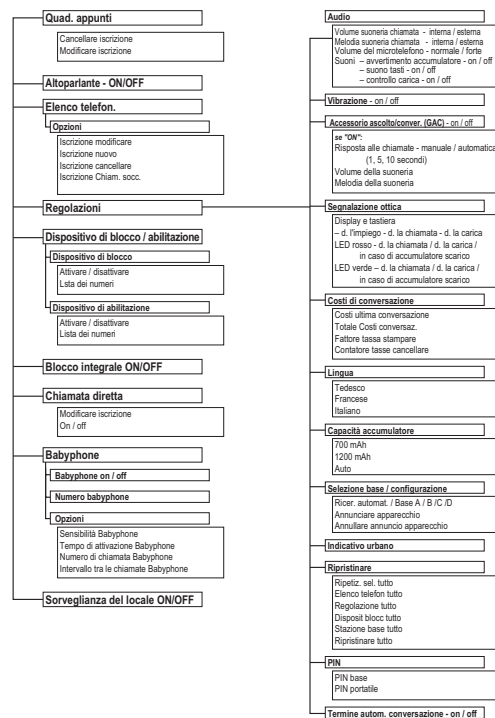 Quad. appunti
Cancellare iscrizione
Modificare iscrizione
Altoparlante - ON/OFF
Elenco telefon.
Opzioni
Iscrizione modificare
Iscrizione nuovo
Iscrizione cancellare
Iscrizione Chiam. socc.
Regolazioni
Dispositivo di blocco / abilitazione
Dispositivo di blocco
Attivare / disattivare
Lsta dei numeri
Dispositivo di abilitazione
Attivare / disattivare
Lista dei numeri
Blocco integrale ON/OFF
Chiamata diretta
Modificare iscrizione
On / off
Babyphone
Babyphone on / off
Numero babyphone
Opzioni
Sensibilità Babyphone
Tempo di attivazione Babyphone
Numero di chiamata Babyphone
Intervallo tra le chiamate Babyphone
Sorveglianza del locale ON/OFF
Audio
Volume suoneria chiamata - interna / esterna
Melodia suoneria chiamata - interna / esterna
Volume del microtelefono - normale / forte
Suoni – avvertimento accumulatore - on / off
– suono tasti - on / off
– controllo carica - on / off
Vibrazione - on / off
Accessorio ascolto/conver. (GAC) - on / off
se "ON":
Risposta alle chiamate - manuale / automatica
(1, 5, 10 secondi)
Volume della suoneria
Melodia della suoneria
Segnalazione ottica
Display e tastiera
– d. l'impiego - d. la chiamata - d. la carica
LED rosso - d. la chiamata / d. la carica /
in caso di accumulatore scarico
LED verde – d. la chiamata / d. la carica /
in caso di accumulatore scarico
Costi di conversazione
Costi ultima conversazione
Totale Costi conversaz.
Fattore tassa stampare
Contatore tasse cancellare
Lingua
Tedesco
Francese
Italiano
Capacità accumulatore
700 mAh
1200 mAh
Auto
Selezione base / configurazione
Ricer. automat. / Base A / B /C /D
Annunciare apparecchio
Annullare annuncio apparecchio
Indicativo urbano
Ripristinare
Ripetiz. sel. tutto
Elenco telefon tutto
Regolazione tutto
Disposit blocc tutto
Stazione base tutto
Ripristinare tutto
PIN
PIN base
PIN portatile
Termine autom. conversazione - on / off